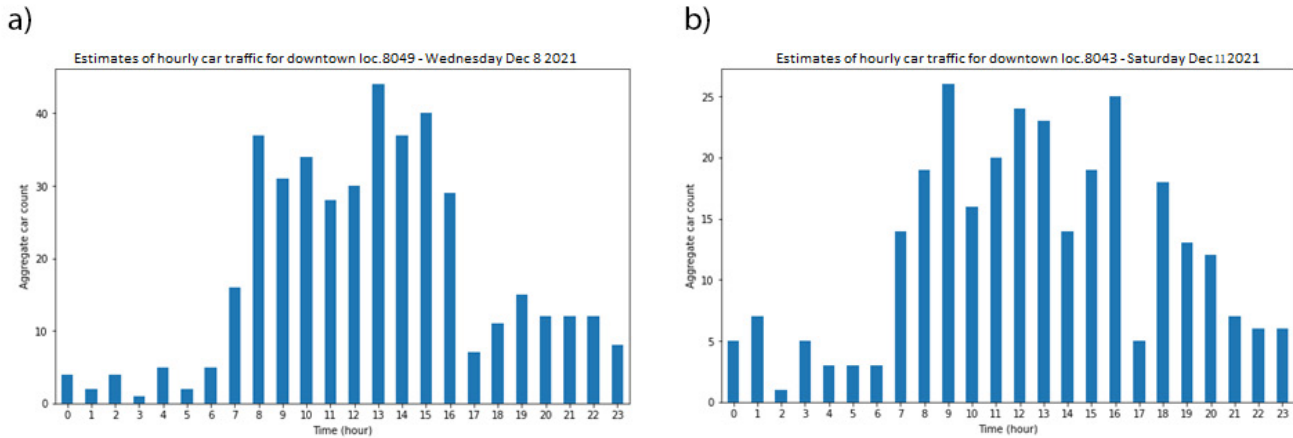 a)
Estimates of hourly car traffic for downtown loc.8049 - Wednesday Dec 8 2021
40
30
20
10
0
Aggregate car count
0 1 2 3 4 5 6 7 8 9 10 11 12 13 14 15 16 17 18 19 20 21 22 23
Time (hour)
b)
Estimates of hourly car traffic for downtown loc.8043 - Saturday Dec 11 2021
25
20
15
10
5
0
Aggregate car count
0 1 2 3 4 5 6 7 8 9 10 11 12 13 14 15 16 17 18 19 20 21 22 23
Time (hour)